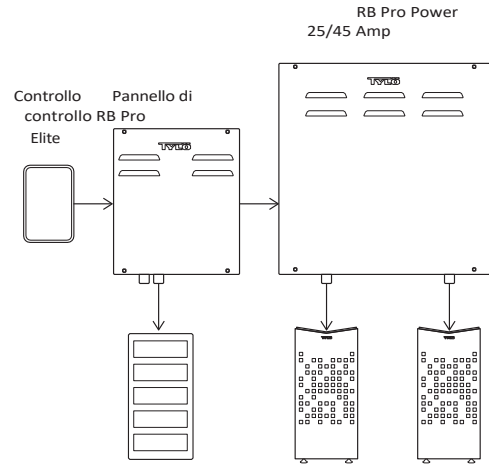 RB Pro Power
25/45 Amp
TYLÖ
Controllo Pannello di
controllo RB Pro
Elite
TYLÖ
TYLÖ
TYLÖ